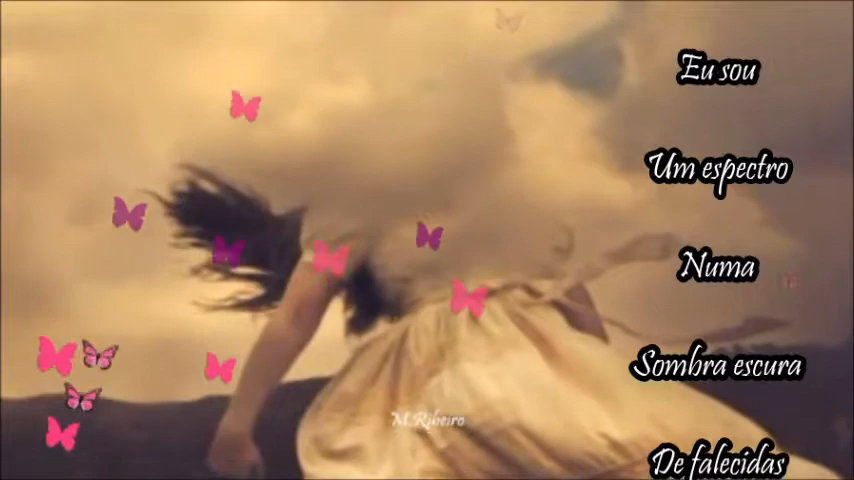 Eu sou
Um espectro
Numa
Sombra escura
M.Ribeiro
De falecidas